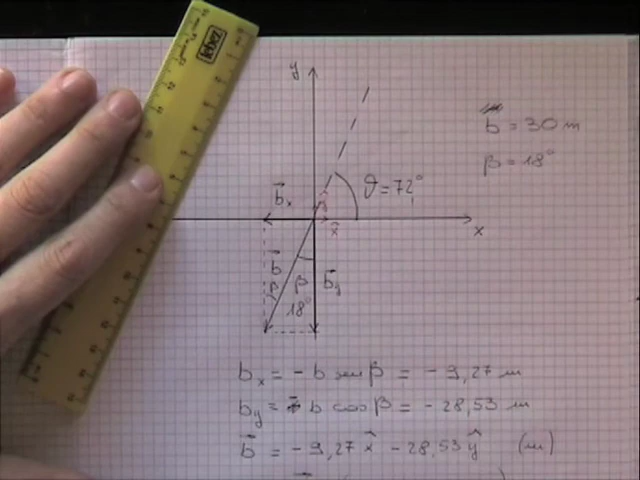 y
b⃗ = 30 m
β = 18°
ϑ = 72°
b⃗x
x̂
x
b⃗
β
β
b⃗y
18°
bx = - b sen β = - 9,27 m
by = - b cos β = - 28,53 m
b⃗ = - 9,27 x̂ - 28,53 ŷ (m)